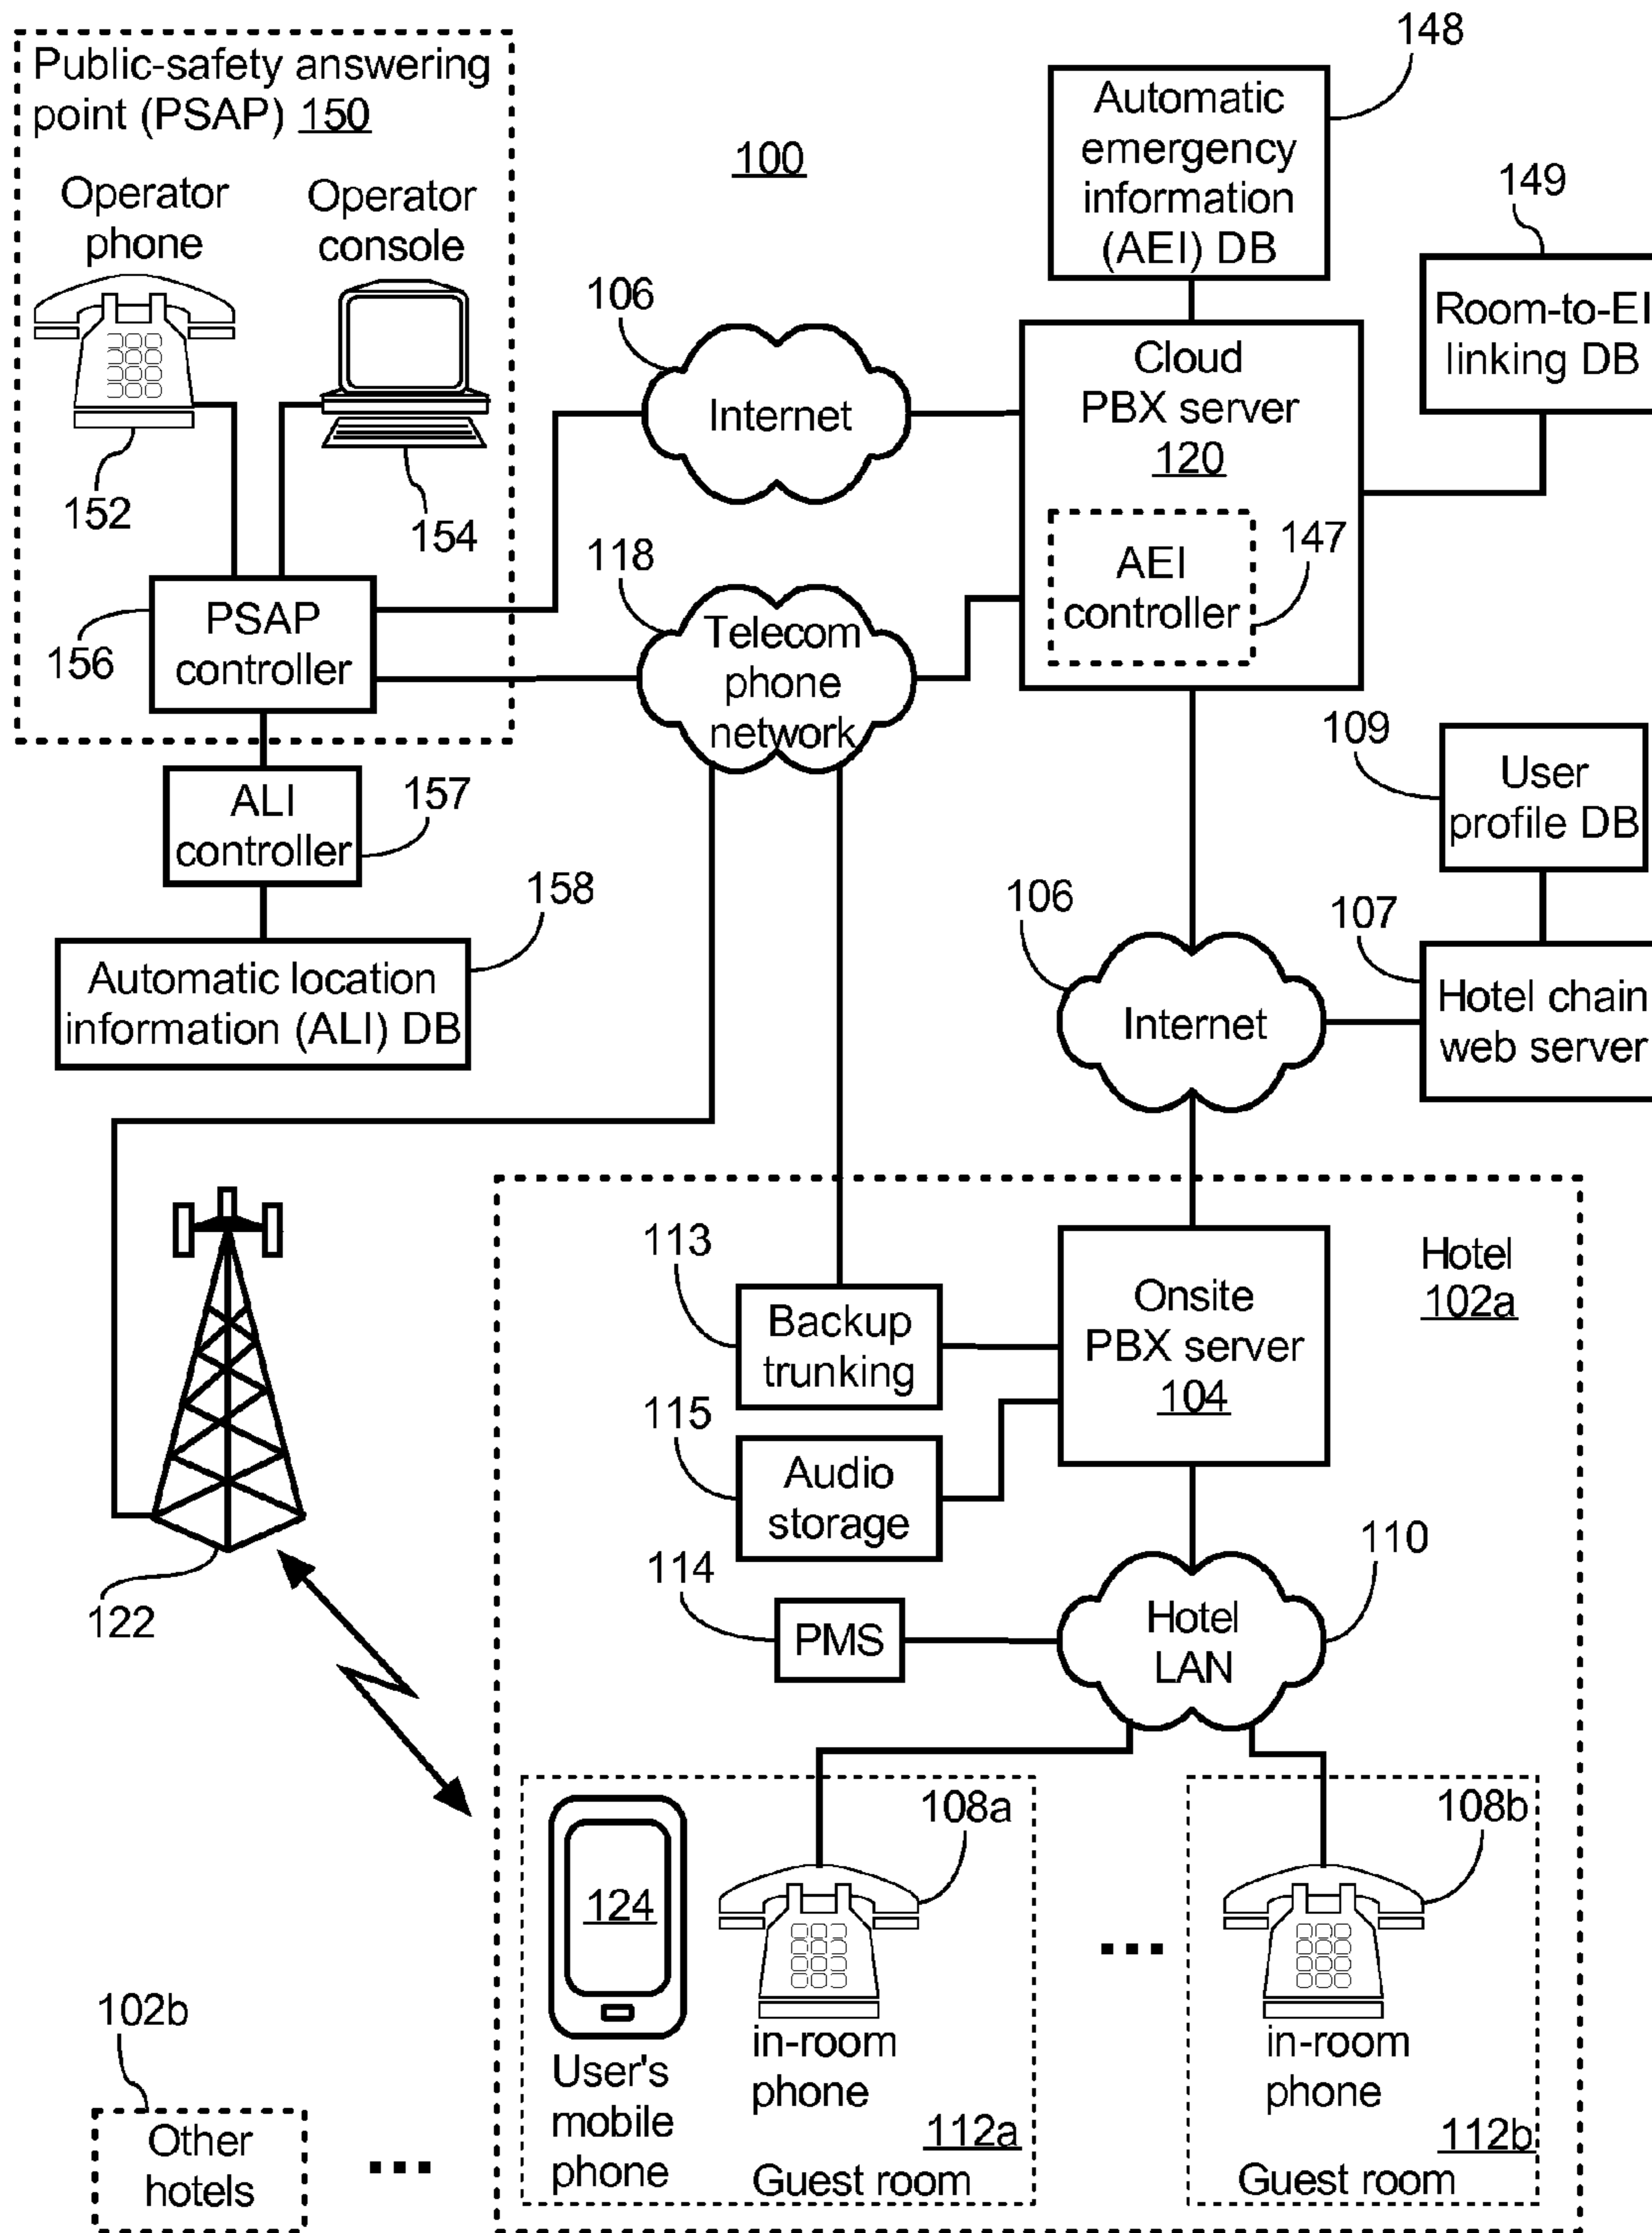 Public-safety answering
point (PSAP) 150
Operator
phone
Operator
console
152
154
156
PSAP
controller
ALI
controller
157
158
Automatic location
information (ALI) DB
100
106
Internet
118
Telecom
phone
network
148
Automatic
emergency
information
(AEI) DB
149
Room-to-EI
linking DB
Cloud
PBX server
120
AEI
controller
147
109
User
profile DB
106
Internet
107
Hotel chain
web server
122
Hotel
102a
113
Backup
trunking
Onsite
PBX server
104
115
Audio
storage
114
PMS
110
Hotel
LAN
124
User's
mobile
phone
108a
in-room
phone
112a
Guest room
108b
in-room
phone
112b
Guest room
102b
Other
hotels